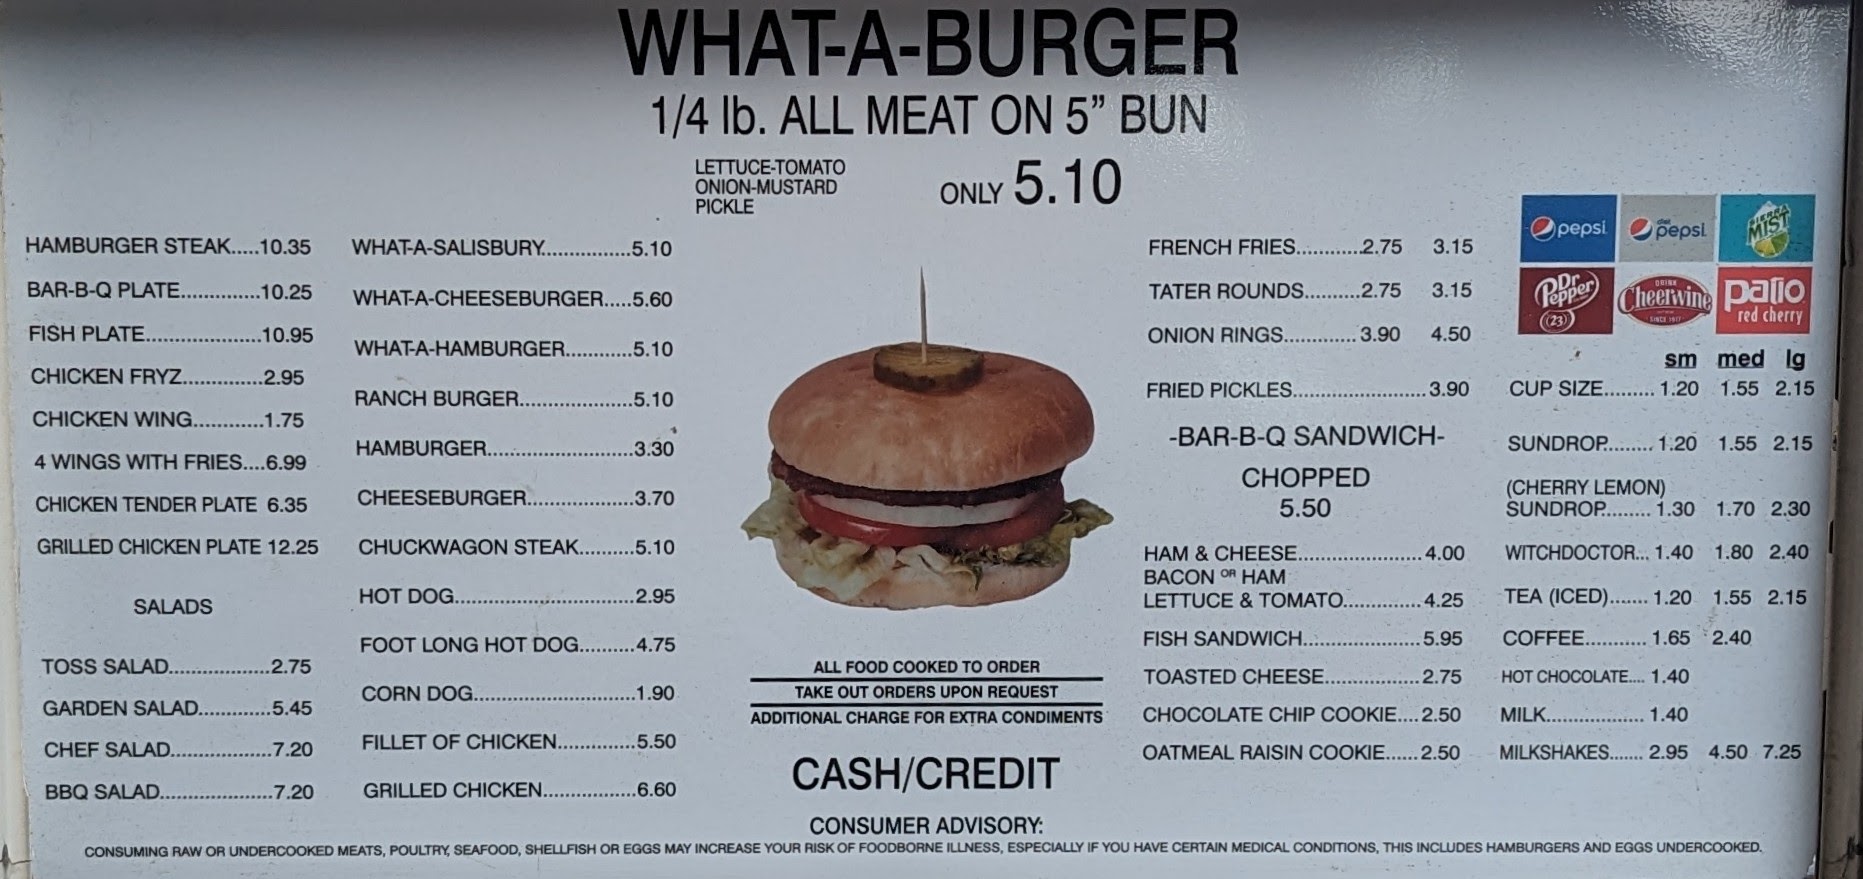 WHAT-A-BURGER
1/4 lb. ALL MEAT ON 5” BUN
LETTUCE-TOMATO
ONION-MUSTARD
PICKLE
ONLY 5.10
HAMBURGER STEAK.....10.35
BAR-B-Q PLATE..............10.25
FISH PLATE....................10.95
CHICKEN FRYZ..............2.95
CHICKEN WING............1.75
4 WINGS WITH FRIES....6.99
CHICKEN TENDER PLATE 6.35
GRILLED CHICKEN PLATE 12.25
SALADS
TOSS SALAD.................2.75
GARDEN SALAD............5.45
CHEF SALAD.................7.20
BBQ SALAD...................7.20
WHAT-A-SALISBURY................5.10
WHAT-A-CHEESEBURGER.....5.60
WHAT-A-HAMBURGER............5.10
RANCH BURGER....................5.10
HAMBURGER..........................3.30
CHEESEBURGER...................3.70
CHUCKWAGON STEAK..........5.10
HOT DOG................................2.95
FOOT LONG HOT DOG..........4.75
CORN DOG.............................1.90
FILLET OF CHICKEN..............5.50
GRILLED CHICKEN.................6.60
ALL FOOD COOKED TO ORDER
TAKE OUT ORDERS UPON REQUEST
ADDITIONAL CHARGE FOR EXTRA CONDIMENTS
CASH/CREDIT
FRENCH FRIES............2.75 3.15
TATER ROUNDS..........2.75 3.15
ONION RINGS.............3.90 4.50
FRIED PICKLES........................3.90
-BAR-B-Q SANDWICH-
CHOPPED
5.50
HAM & CHEESE......................4.00
BACON OR HAM
LETTUCE & TOMATO..............4.25
FISH SANDWICH.....................5.95
TOASTED CHEESE.................2.75
CHOCOLATE CHIP COOKIE....2.50
OATMEAL RAISIN COOKIE......2.50
pepsi
diet pepsi
SIERRA MIST
Dr Pepper 23
DRINK Cheerwine SINCE 1917
patio red cherry
sm med lg
CUP SIZE......... 1.20 1.55 2.15
SUNDROP......... 1.20 1.55 2.15
(CHERRY LEMON)
SUNDROP......... 1.30 1.70 2.30
WITCHDOCTOR... 1.40 1.80 2.40
TEA (ICED)....... 1.20 1.55 2.15
COFFEE........... 1.65 2.40
HOT CHOCOLATE.... 1.40
MILK.................. 1.40
MILKSHAKES....... 2.95 4.50 7.25
CONSUMER ADVISORY:
CONSUMING RAW OR UNDERCOOKED MEATS, POULTRY, SEAFOOD, SHELLFISH OR EGGS MAY INCREASE YOUR RISK OF FOODBORNE ILLNESS, ESPECIALLY IF YOU HAVE CERTAIN MEDICAL CONDITIONS, THIS INCLUDES HAMBURGERS AND EGGS UNDERCOOKED.